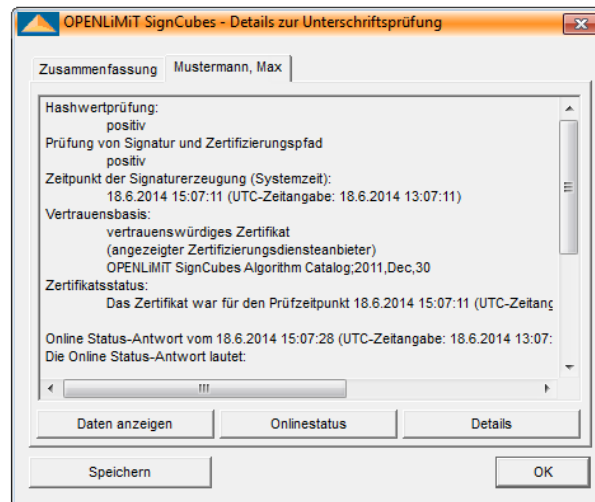 OPENLiMiT SignCubes - Details zur Unterschriftsprüfung
Zusammenfassung
Mustermann, Max
Hashwertprüfung:
positiv
Prüfung von Signatur und Zertifizierungspfad
positiv
Zeitpunkt der Signaturerzeugung (Systemzeit):
18.6.2014 15:07:11 (UTC-Zeitangabe: 18.6.2014 13:07:11)
Vertrauensbasis:
vertrauenswürdiges Zertifikat
(angezeigter Zertifizierungsdiensteanbieter)
OPENLiMiT SignCubes Algorithm Catalog;2011,Dec,30
Zertifikatsstatus:
Das Zertifikat war für den Prüfzeitpunkt 18.6.2014 15:07:11 (UTC-Zeitang
Online Status-Antwort vom 18.6.2014 15:07:28 (UTC-Zeitangabe: 18.6.2014 13:07:
Die Online Status-Antwort lautet:
Daten anzeigen
Onlinestatus
Details
Speichern
OK